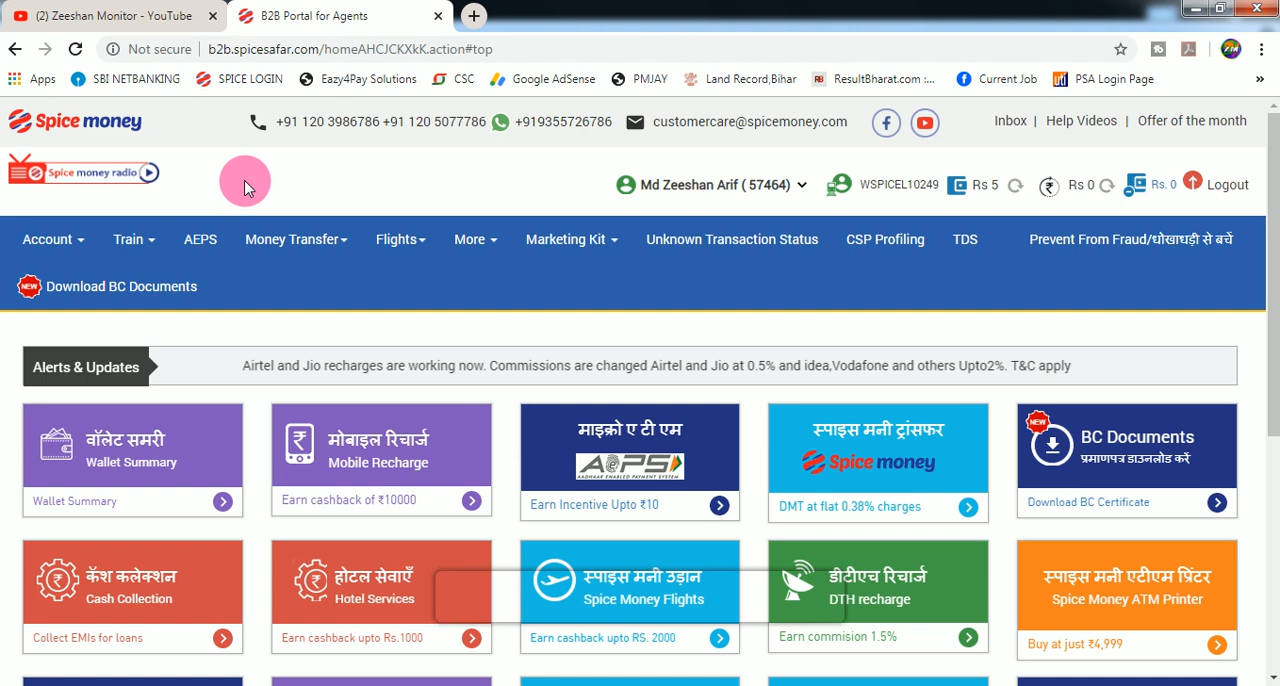 (2) Zeeshan Monitor - YouTube
B2B Portal for Agents
Not secure | b2b.spicesafar.com/homeAHCJCKXkK.action#top
Apps SBI NETBANKING SPICE LOGIN Eazy4Pay Solutions CSC Google AdSense PMJAY Land Record,Bihar ResultBharat.com :... Current Job PSA Login Page »
Spice money
+91 120 3986786 +91 120 5077786 +919355726786 customercare@spicemoney.com
Inbox | Help Videos | Offer of the month
Spice money radio
Md Zeeshan Arif ( 57464) WSPICEL10249 Rs 5 Rs 0 Rs. 0 Logout
Account Train AEPS Money Transfer Flights More Marketing Kit Unknown Transaction Status CSP Profiling TDS Prevent From Fraud/धोखाधड़ी से बचें
NEW Download BC Documents
Alerts & Updates Airtel and Jio recharges are working now. Commissions are changed Airtel and Jio at 0.5% and idea,Vodafone and others Upto2%. T&C apply
वॉलेट समरी
Wallet Summary
Wallet Summary
मोबाइल रिचार्ज
Mobile Recharge
Earn cashback of ₹10000
माइक्रो ए टी एम
AePS
AADHAAR ENABLED PAYMENT SYSTEM
Earn Incentive Upto ₹10
स्पाइस मनी ट्रांसफर
Spice money
DMT at flat 0.38% charges
NEW
BC Documents
प्रमाणपत्र डाउनलोड करें
Download BC Certificate
कॅश कलेक्शन
Cash Collection
Collect EMIs for loans
होटल सेवाएँ
Hotel Services
Earn cashback upto Rs.1000
स्पाइस मनी उड़ान
Spice Money Flights
Earn cashback upto RS. 2000
डीटीएच रिचार्ज
DTH recharge
Earn commision 1.5%
स्पाइस मनी एटीएम प्रिंटर
Spice Money ATM Printer
Buy at just ₹4,999